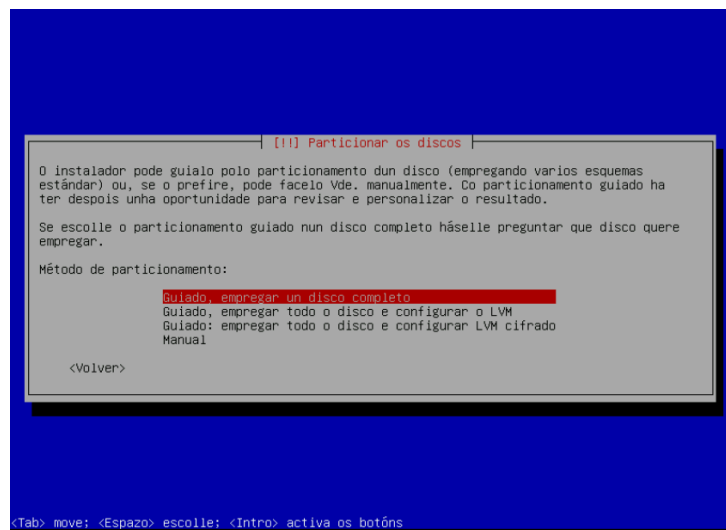 [!!] Particionar os discos
O instalador pode guialo polo particionamento dun disco (empregando varios esquemas
estándar) ou, se o prefire, pode facelo Vde. manualmente. Co particionamento guiado ha
ter despois unha oportunidade para revisar e personalizar o resultado.
Se escolle o particionamento guiado nun disco completo háselle preguntar que disco quere
empregar.
Método de particionamento:
Guiado, empregar un disco completo
Guiado, empregar todo o disco e configurar o LVM
Guiado: empregar todo o disco e configurar LVM cifrado
Manual
<Volver>
<Tab> move; <Espazo> escolle; <Intro> activa os botóns